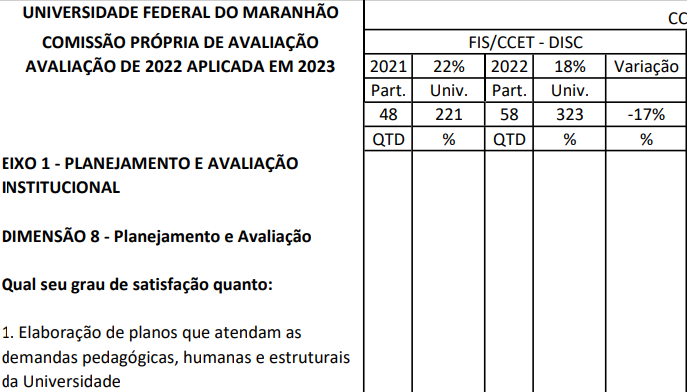 UNIVERSIDADE FEDERAL DO MARANHÃO
CC
COMISSÃO PRÓPRIA DE AVALIAÇÃO
FIS/CCET - DISC
AVALIAÇÃO DE 2022 APLICADA EM 2023
2021 22% 2022 18% Variação
Part. Univ. Part. Univ.
48 221 58 323 -17%
QTD % QTD % %
EIXO 1 - PLANEJAMENTO E AVALIAÇÃO
INSTITUCIONAL
DIMENSÃO 8 - Planejamento e Avaliação
Qual seu grau de satisfação quanto:
1. Elaboração de planos que atendam as
demandas pedagógicas, humanas e estruturais
da Universidade